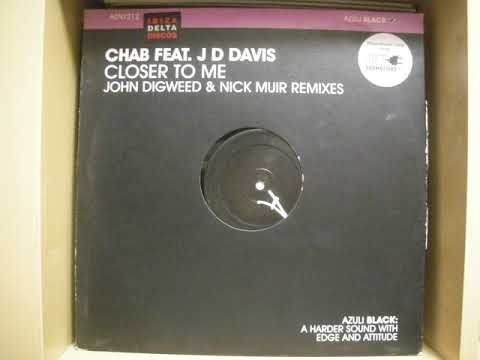 AZNY212
IBIZA
DELTA
DISCOS
AZULI BLACK:
CHAB FEAT. J D DAVIS
CLOSER TO ME
JOHN DIGWEED & NICK MUIR REMIXES
AZULI BLACK:
A HARDER SOUND WITH
EDGE AND ATTITUDE